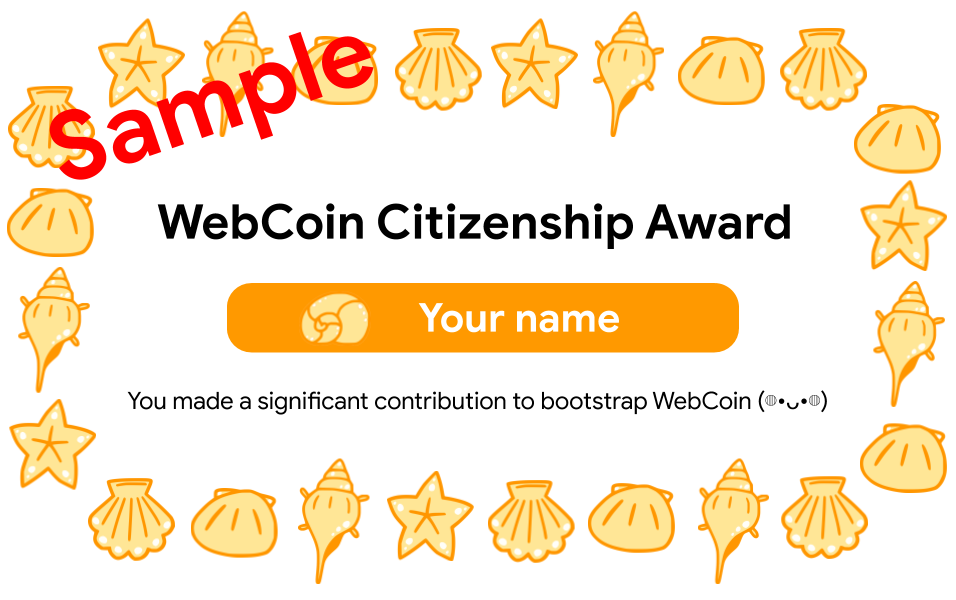 Sample
WebCoin Citizenship Award
Your name
You made a significant contribution to bootstrap WebCoin (◍•ᴗ•◍)